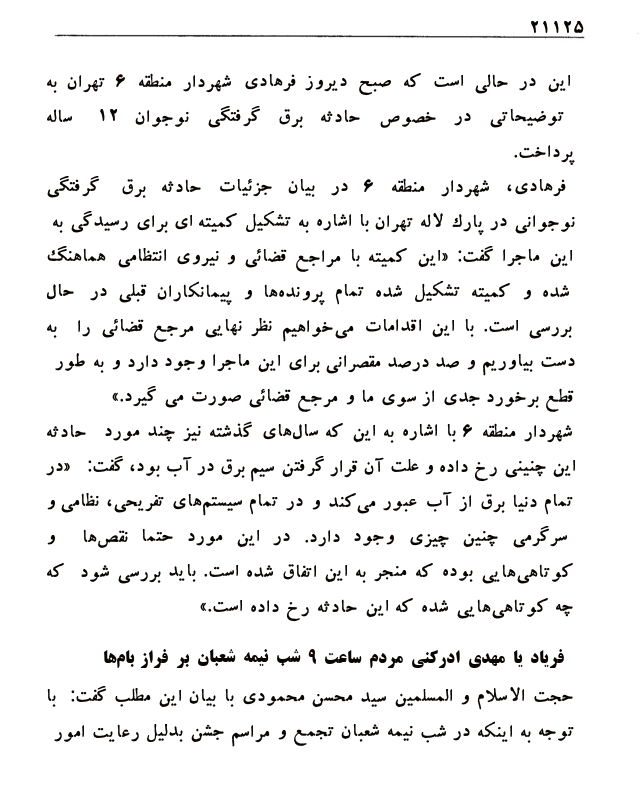 ۲۱۱۲۵
این در حالی است که صبح دیروز فرهادی شهردار منطقه ۶ تهران به
توضیحاتی در خصوص حادثه برق گرفتگی نوجوان ۱۲ ساله
پرداخت.
فرهادی، شهردار منطقه ۶ در بیان جزئیات حادثه برق گرفتگی
نوجوانی در پارك لاله تهران با اشاره به تشکیل کمیته ای برای رسیدگی به
این ماجرا گفت: «این کمیته با مراجع قضائی و نیروی انتظامی هماهنگ
شده و کمیته تشکیل شده تمام پرونده‌ها و پیمانکاران قبلی در حال
بررسی است. با این اقدامات می‌خواهیم نظر نهایی مرجع قضائی را به
دست بیاوریم و صد درصد مقصرانی برای این ماجرا وجود دارد و به طور
قطع برخورد جدی از سوی ما و مرجع قضائی صورت می گیرد.»
شهردار منطقه ۶ با اشاره به این که سال‌های گذشته نیز چند مورد حادثه
این چنینی رخ داده و علت آن قرار گرفتن سیم برق در آب بود، گفت: «در
تمام دنیا برق از آب عبور می‌کند و در تمام سیستم‌های تفریحی، نظامی و
سرگرمی چنین چیزی وجود دارد. در این مورد حتما نقص‌ها و
کوتاهی‌هایی بوده که منجر به این اتفاق شده است. باید بررسی شود که
چه کوتاهی‌هایی شده که این حادثه رخ داده است.»
فریاد یا مهدی ادرکنی مردم ساعت ۹ شب نیمه شعبان بر فراز بام‌ها
حجت الاسلام و المسلمین سید محسن محمودی با بیان این مطلب گفت: با
توجه به اینکه در شب نیمه شعبان تجمع و مراسم جشن بدلیل رعایت امور